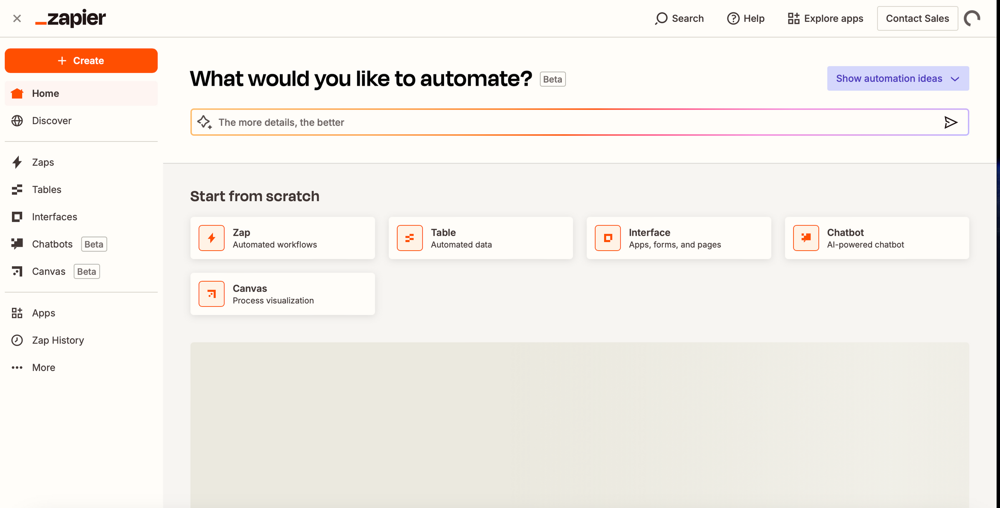 zapier
Search
Help
Explore apps
Contact Sales
Create
Home
Discover
Zaps
Tables
Interfaces
Chatbots Beta
Canvas Beta
Apps
Zap History
More
What would you like to automate? Beta
Show automation ideas
The more details, the better
Start from scratch
Zap
Automated workflows
Table
Automated data
Interface
Apps, forms, and pages
Chatbot
AI-powered chatbot
Canvas
Process visualization